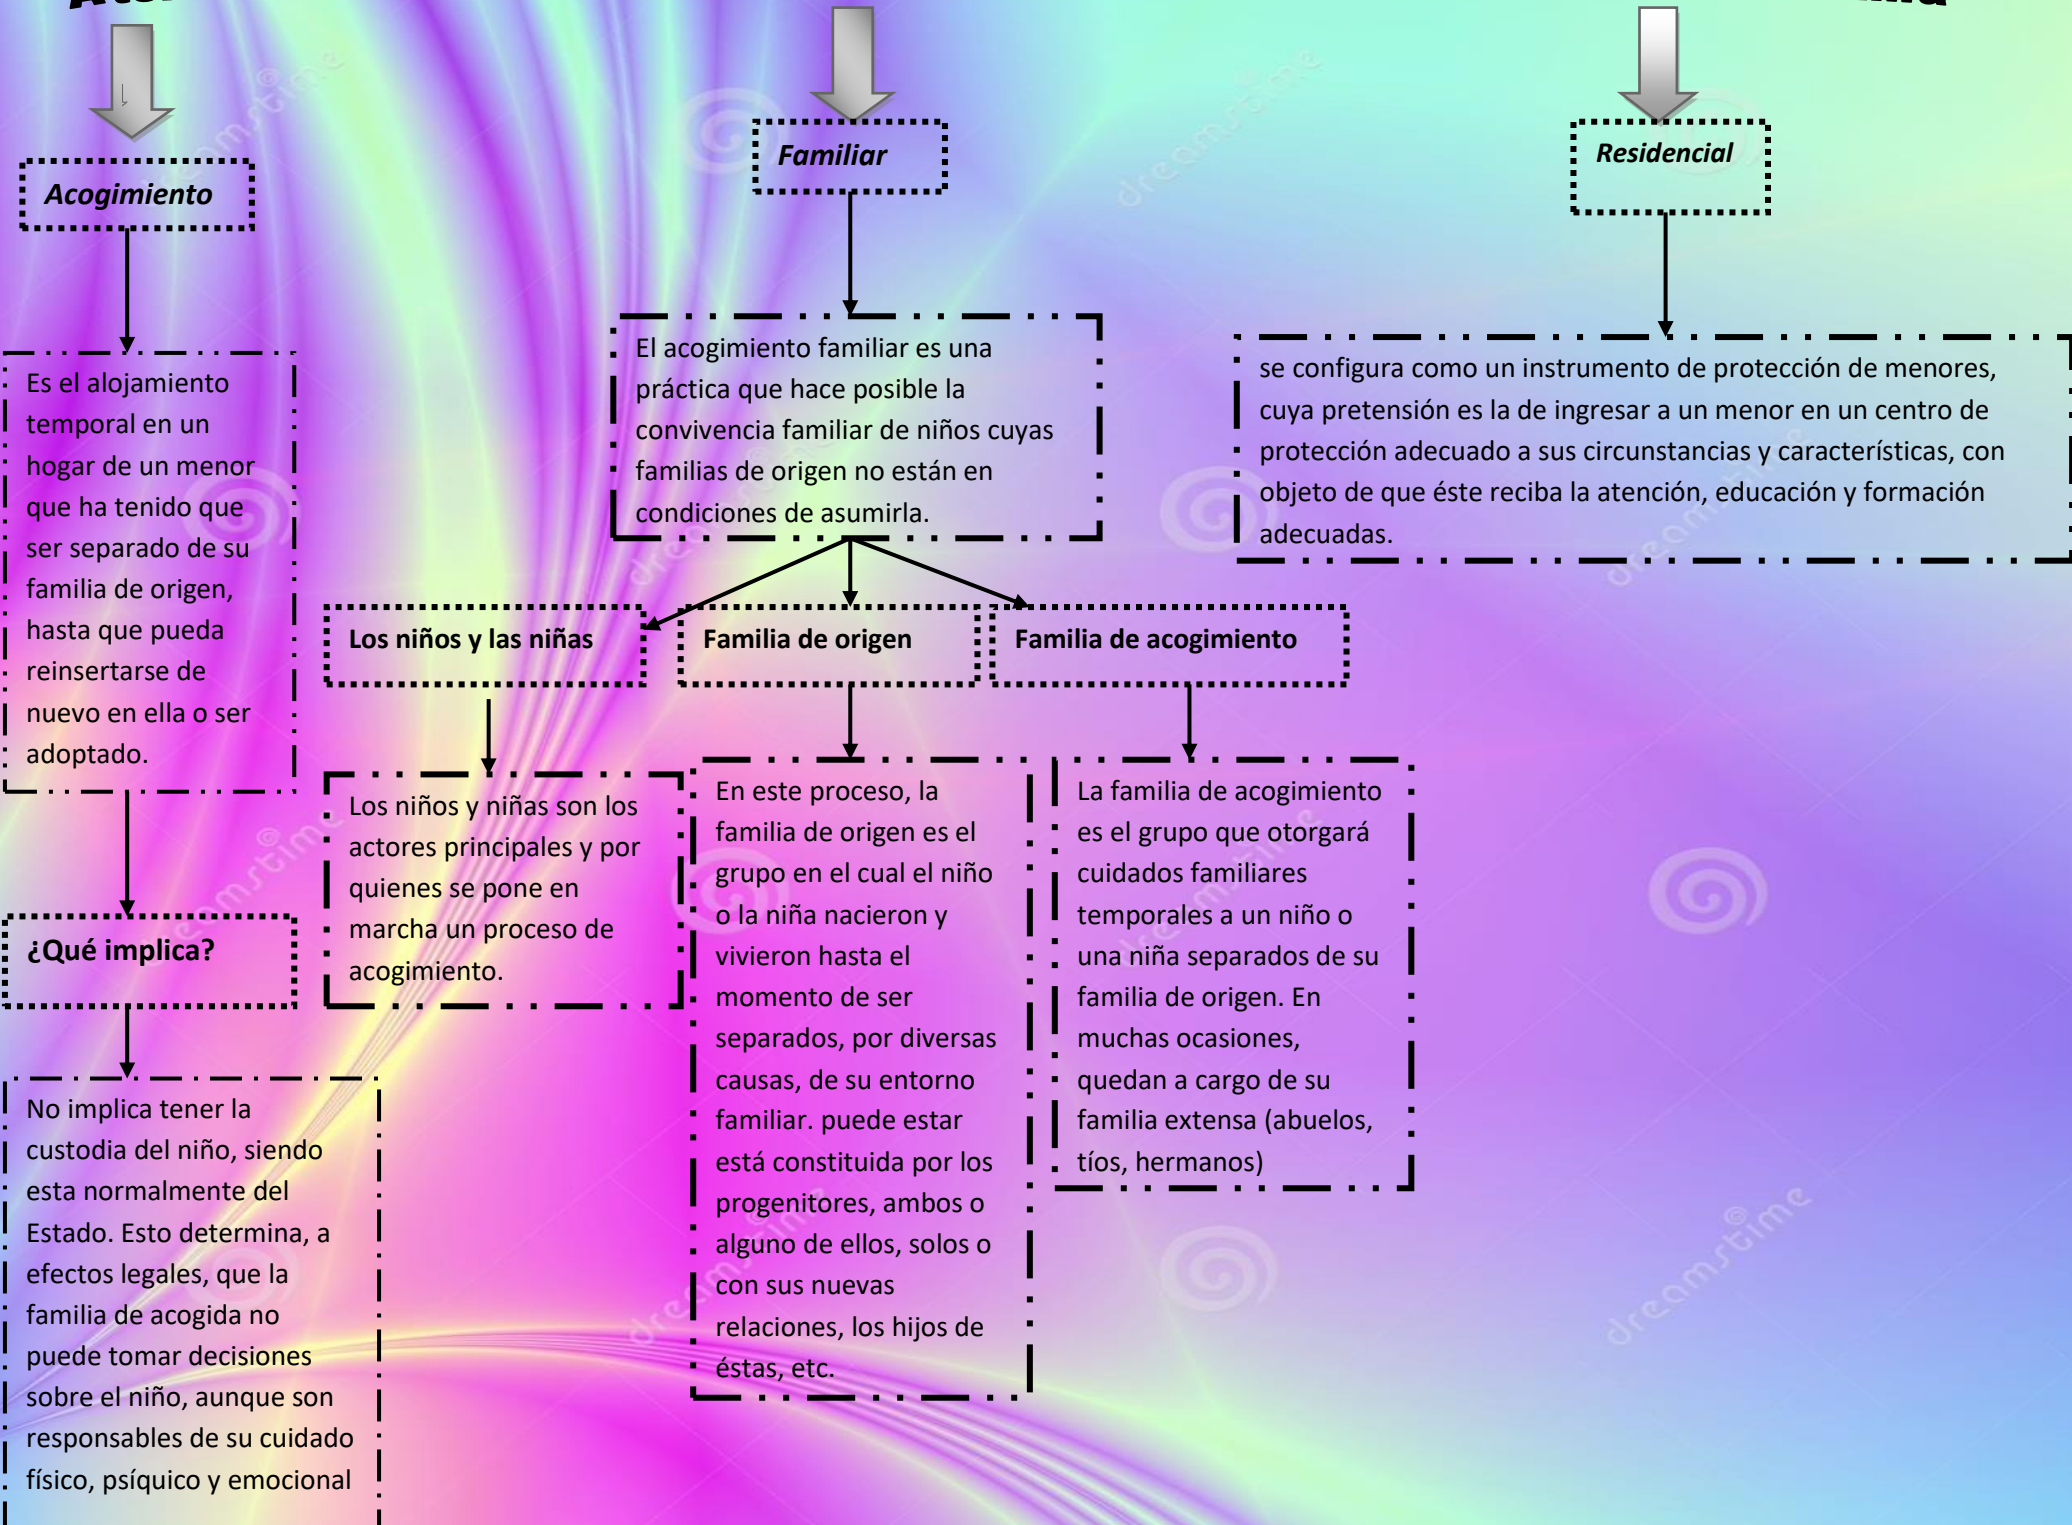 Acogimiento
Es el alojamiento
temporal en un
hogar de un menor
que ha tenido que
ser separado de su
familia de origen,
hasta que pueda
reinsertarse de
nuevo en ella o ser
adoptado.
¿Qué implica?
No implica tener la
custodia del niño, siendo
esta normalmente del
Estado. Esto determina, a
efectos legales, que la
familia de acogida no
puede tomar decisiones
sobre el niño, aunque son
responsables de su cuidado
físico, psíquico y emocional
Familiar
El acogimiento familiar es una
práctica que hace posible la
convivencia familiar de niños cuyas
familias de origen no están en
condiciones de asumirla.
Los niños y las niñas
Los niños y niñas son los
actores principales y por
quienes se pone en
marcha un proceso de
acogimiento.
Familia de origen
En este proceso, la
familia de origen es el
grupo en el cual el niño
o la niña nacieron y
vivieron hasta el
momento de ser
separados, por diversas
causas, de su entorno
familiar. puede estar
está constituida por los
progenitores, ambos o
alguno de ellos, solos o
con sus nuevas
relaciones, los hijos de
éstas, etc.
Familia de acogimiento
La familia de acogimiento
es el grupo que otorgará
cuidados familiares
temporales a un niño o
una niña separados de su
familia de origen. En
muchas ocasiones,
quedan a cargo de su
familia extensa (abuelos,
tíos, hermanos)
Residencial
se configura como un instrumento de protección de menores,
cuya pretensión es la de ingresar a un menor en un centro de
protección adecuado a sus circunstancias y características, con
objeto de que éste reciba la atención, educación y formación
adecuadas.
dreamstime
dreamstime
dreamstime
dreamstime
dreamstime
dreamstime
dreamstime
dreamstime